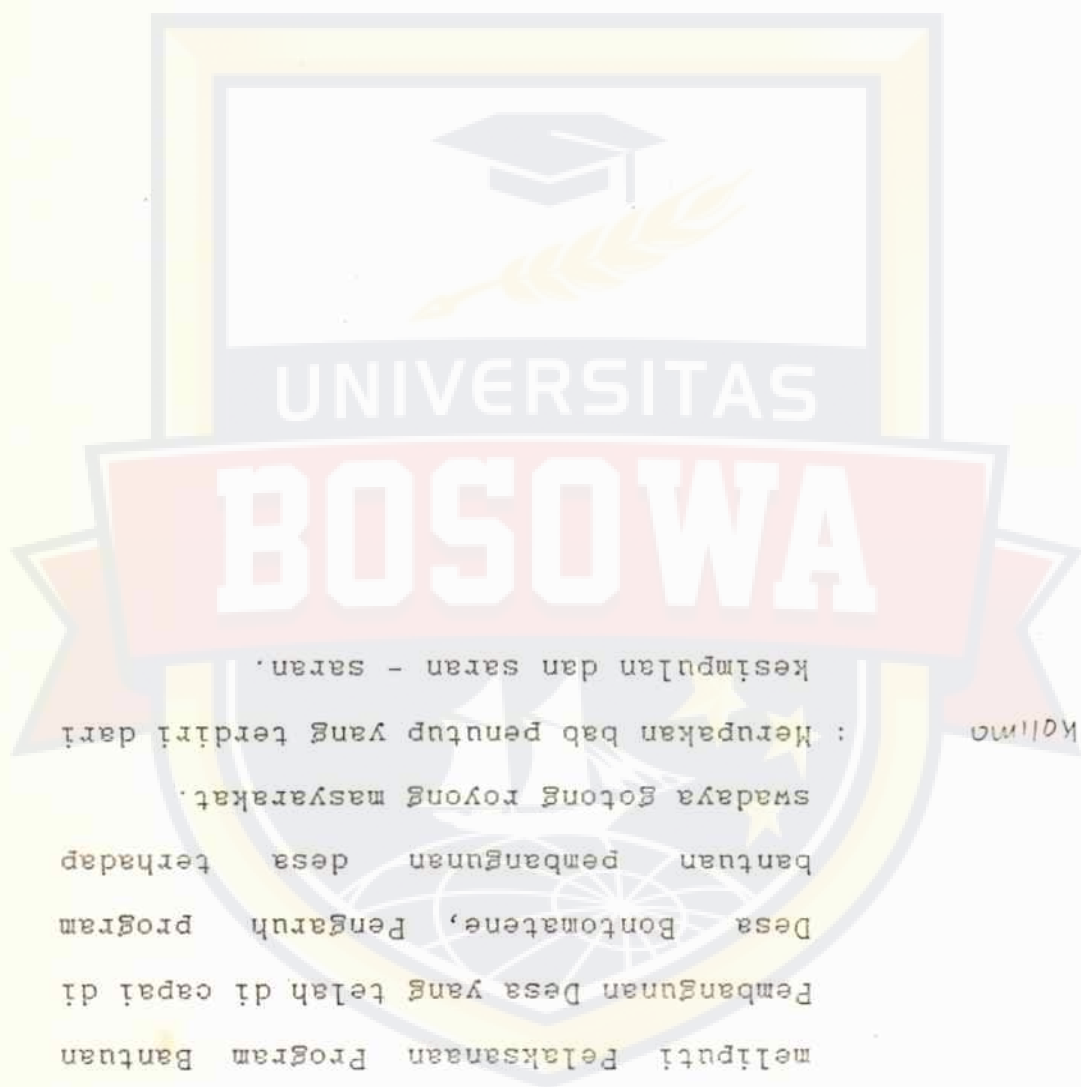 meliputi Pelaksanaan Program Bantuan
Pembangunan Desa yang telah di capai di
Desa Bontomatene, Pengaruh program
bantuan pembangunan desa terhadap
swadaya gotong royong masyarakat.
Kalima : Merupakan bab penutup yang terdiri dari
kesimpulan dan saran - saran.
UNIVERSITAS
BOSOWA